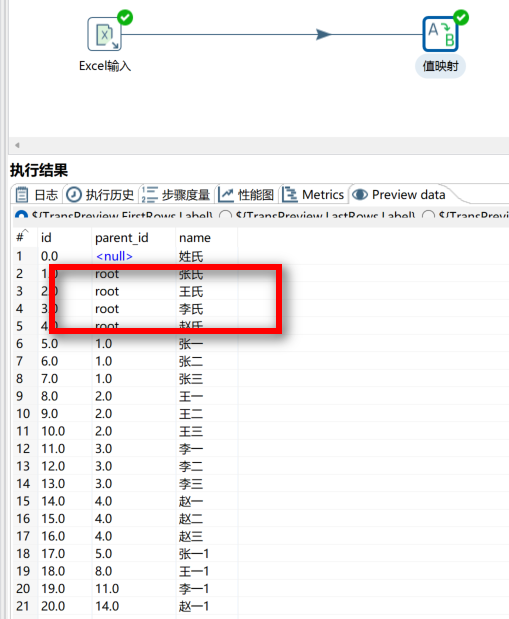 Excel输入
值映射
执行结果
日志 执行历史 步骤度量 性能图 Metrics Preview data
${TransPreview.FirstRows.Label} ${TransPreview.LastRows.Label} ${TransPrevi
# id parent_id name
1 0.0 <null> 姓氏
2 1.0 root 张氏
3 2.0 root 王氏
4 3.0 root 李氏
5 4.0 root 赵氏
6 5.0 1.0 张一
7 6.0 1.0 张二
8 7.0 1.0 张三
9 8.0 2.0 王一
10 9.0 2.0 王二
11 10.0 2.0 王三
12 11.0 3.0 李一
13 12.0 3.0 李二
14 13.0 3.0 李三
15 14.0 4.0 赵一
16 15.0 4.0 赵二
17 16.0 4.0 赵三
18 17.0 5.0 张一1
19 18.0 8.0 王一1
20 19.0 11.0 李一1
21 20.0 14.0 赵一1